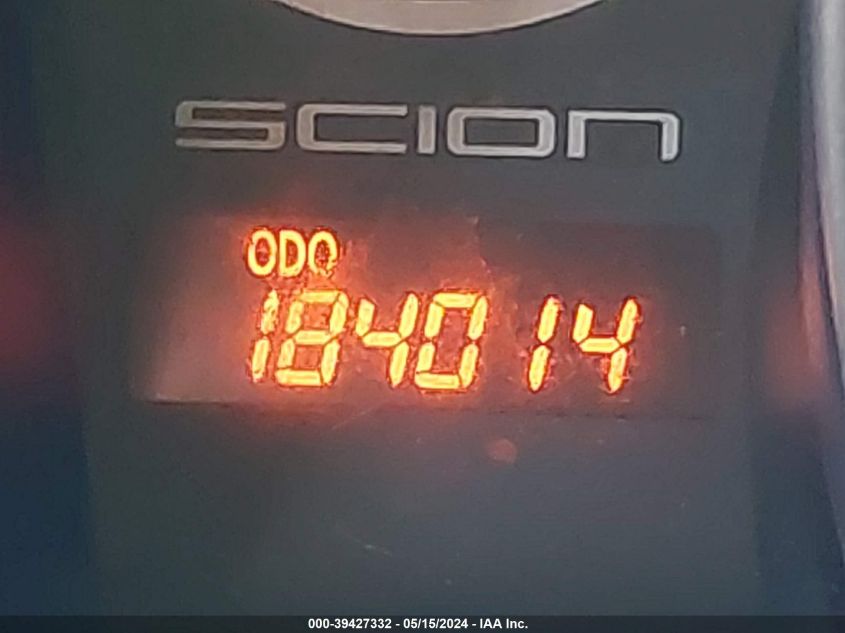 SCION
ODO
184014
000-39427332 - 05/15/2024 - IAA Inc.